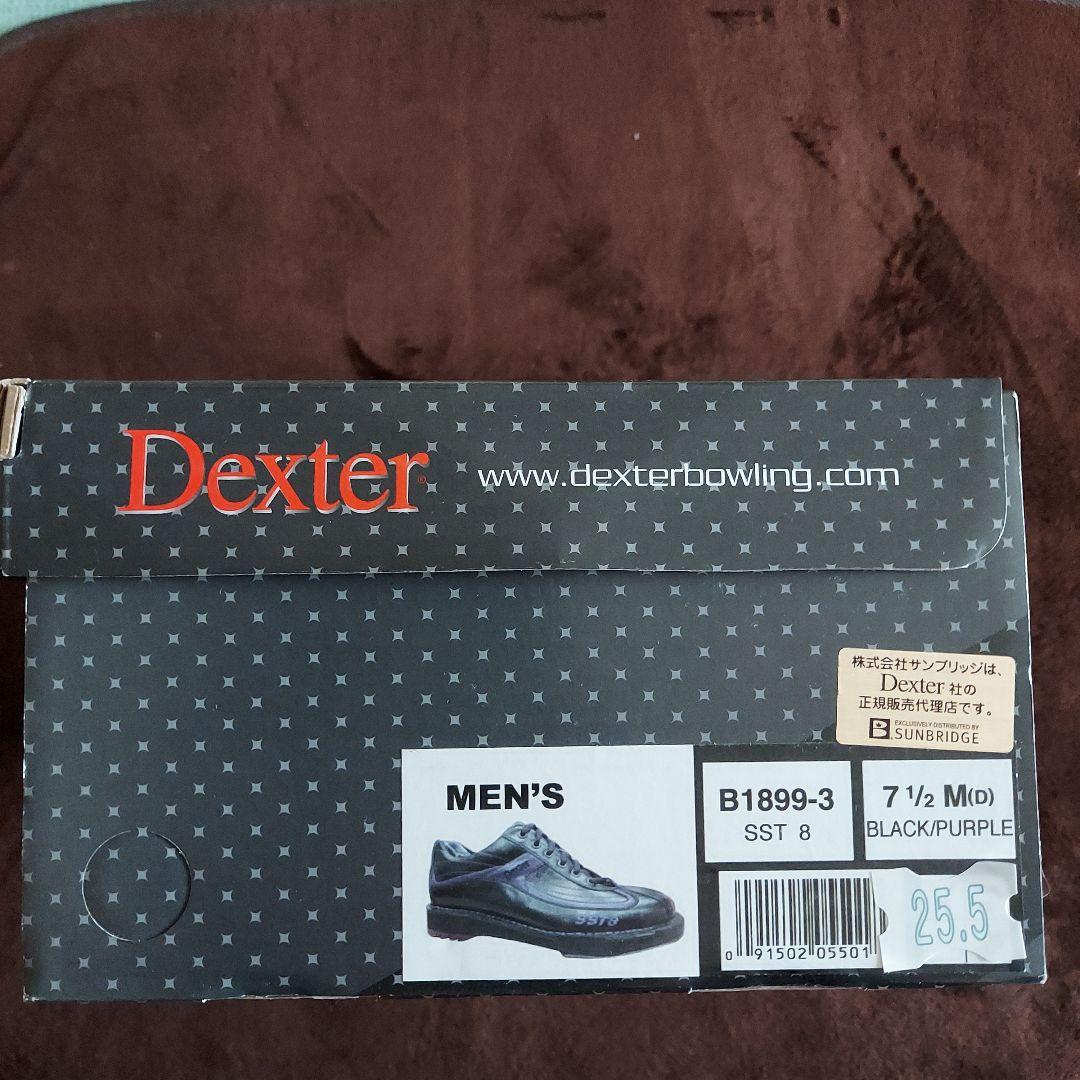 Dexter®
www.dexterbowling.com
株式会社サンブリッジは、
Dexter 社の
正規販売代理店です。
B.
EXCLUSIVELY DISTRIBUTED BY
SUNBRIDGE
MEN'S
SST8
B1899-3
SST 8
7 1/2 M(D)
BLACK/PURPLE
0 91502 05501
25.5